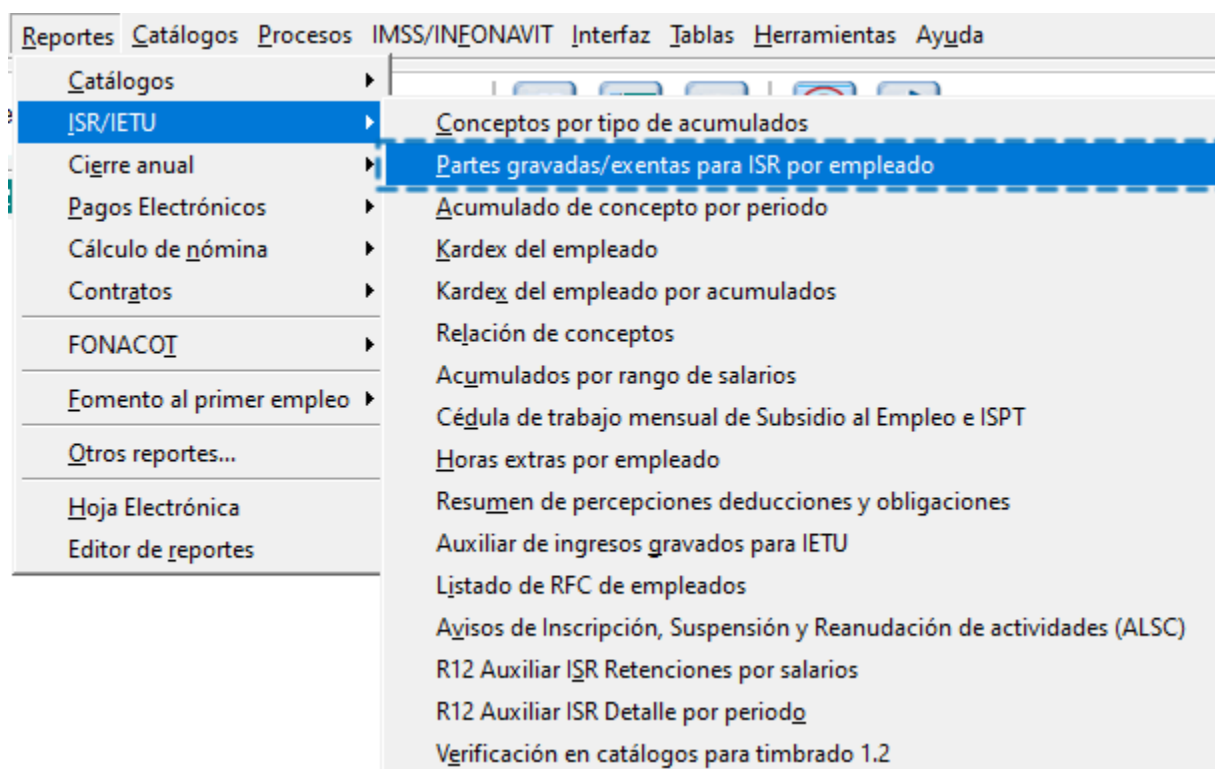 Reportes Catálogos Procesos IMSS/INFONAVIT Interfaz Tablas Herramientas Ayuda
Catálogos
ISR/IETU
Cierre anual
Pagos Electrónicos
Cálculo de nómina
Contratos
FONACOT
Fomento al primer empleo
Otros reportes...
Hoja Electrónica
Editor de reportes
Conceptos por tipo de acumulados
Partes gravadas/exentas para ISR por empleado
Acumulado de concepto por periodo
Kardex del empleado
Kardex del empleado por acumulados
Relación de conceptos
Acumulados por rango de salarios
Cédula de trabajo mensual de Subsidio al Empleo e ISPT
Horas extras por empleado
Resumen de percepciones deducciones y obligaciones
Auxiliar de ingresos gravados para IETU
Listado de RFC de empleados
Avisos de Inscripción, Suspensión y Reanudación de actividades (ALSC)
R12 Auxiliar ISR Retenciones por salarios
R12 Auxiliar ISR Detalle por periodo
Verificación en catálogos para timbrado 1.2